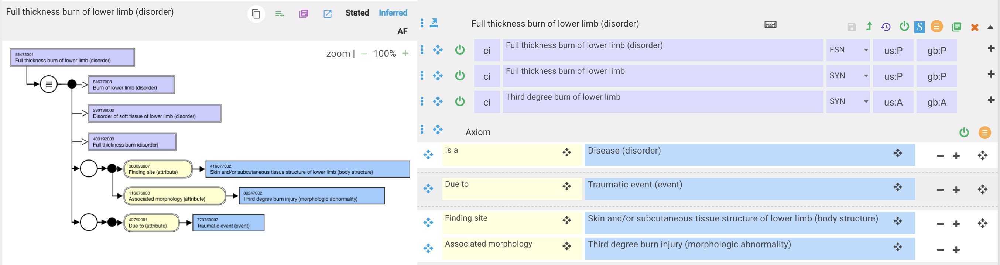 Full thickness burn of lower limb (disorder)
Stated Inferred
AF
zoom | − 100% +
55473001
Full thickness burn of lower limb (disorder)
84677008
Burn of lower limb (disorder)
280136002
Disorder of soft tissue of lower limb (disorder)
403192003
Full thickness burn (disorder)
363698007
Finding site (attribute)
416077002
Skin and/or subcutaneous tissue structure of lower limb (body structure)
116676008
Associated morphology (attribute)
80247002
Third degree burn injury (morphologic abnormality)
42752001
Due to (attribute)
773760007
Traumatic event (event)
Full thickness burn of lower limb (disorder)
S
ci Full thickness burn of lower limb (disorder) FSN us:P gb:P
ci Full thickness burn of lower limb SYN us:P gb:P
ci Third degree burn of lower limb SYN us:A gb:A
Axiom
Is a Disease (disorder)
Due to Traumatic event (event)
Finding site Skin and/or subcutaneous tissue structure of lower limb (body structure)
Associated morphology Third degree burn injury (morphologic abnormality)